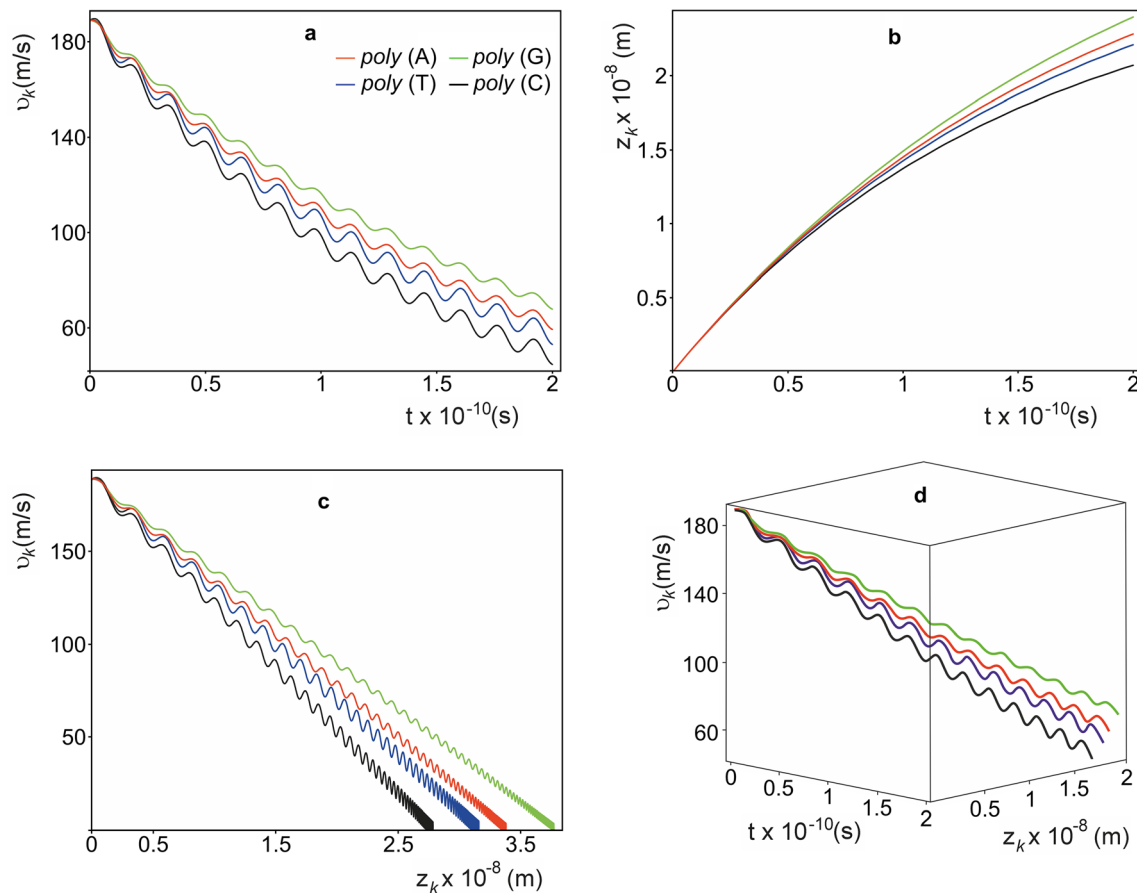 a
υₖ(m/s)
180
140
100
60
poly (A) poly (G)
poly (T) poly (C)
0 0.5 1 1.5 2
t x 10⁻¹⁰(s)
b
zₖ x 10⁻⁸ (m)
2
1.5
1
0.5
0 0.5 1 1.5 2
t x 10⁻¹⁰(s)
c
υₖ(m/s)
150
100
50
0 0.5 1.5 2.5 3.5
zₖ x 10⁻⁸ (m)
d
υₖ(m/s)
180
140
100
60
0 1 1.5 2
t x 10⁻¹⁰(s)
0.5 1 1.5 2
zₖ x 10⁻⁸ (m)